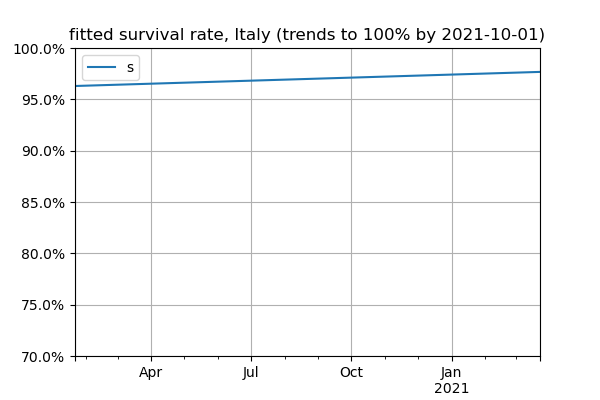 fitted survival rate, Italy (trends to 100% by 2021-10-01)
100.0%
s
95.0%
90.0%
85.0%
80.0%
75.0%
70.0%
Apr
Jul
Oct
Jan
2021